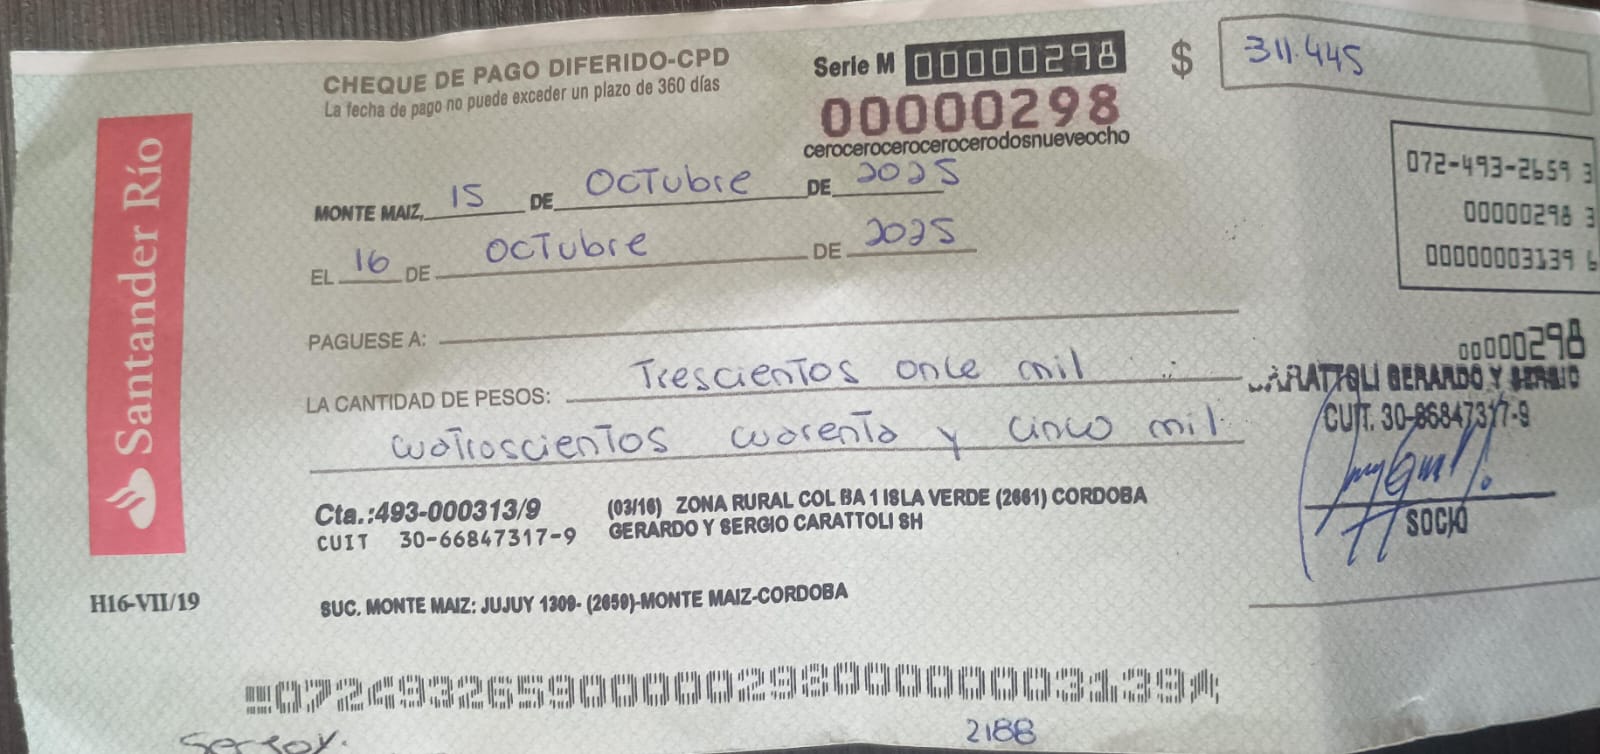 CHEQUE DE PAGO DIFERIDO-CPD
La fecha de pago no puede exceder un plazo de 360 días
Serie M 00000298
$ 311.445
00000298
cerocerocerocerocerodosnueveocho
MONTE MAIZ, 15 DE OCTubre DE 2025
EL 16 DE OCTubre DE 2025
072-493-2659 3
00000298 3
00000003139 6
PAGUESE A:
LA CANTIDAD DE PESOS: Trescientos once mil
cuatroscientos cuarenta y cinco mil
00000298
CARATTOLI GERARDO Y SERGIO
CUIT. 30-66847317-9
SOCIO
Cta.:493-000313/9
CUIT 30-66847317-9
(03/16) ZONA RURAL COL BA 1 ISLA VERDE (2661) CORDOBA
GERARDO Y SERGIO CARATTOLI SH
Santander Río
H16-VII/19
SUC. MONTE MAIZ: JUJUY 1309- (2659)-MONTE MAIZ-CORDOBA
07249326590000029800000003139
2188